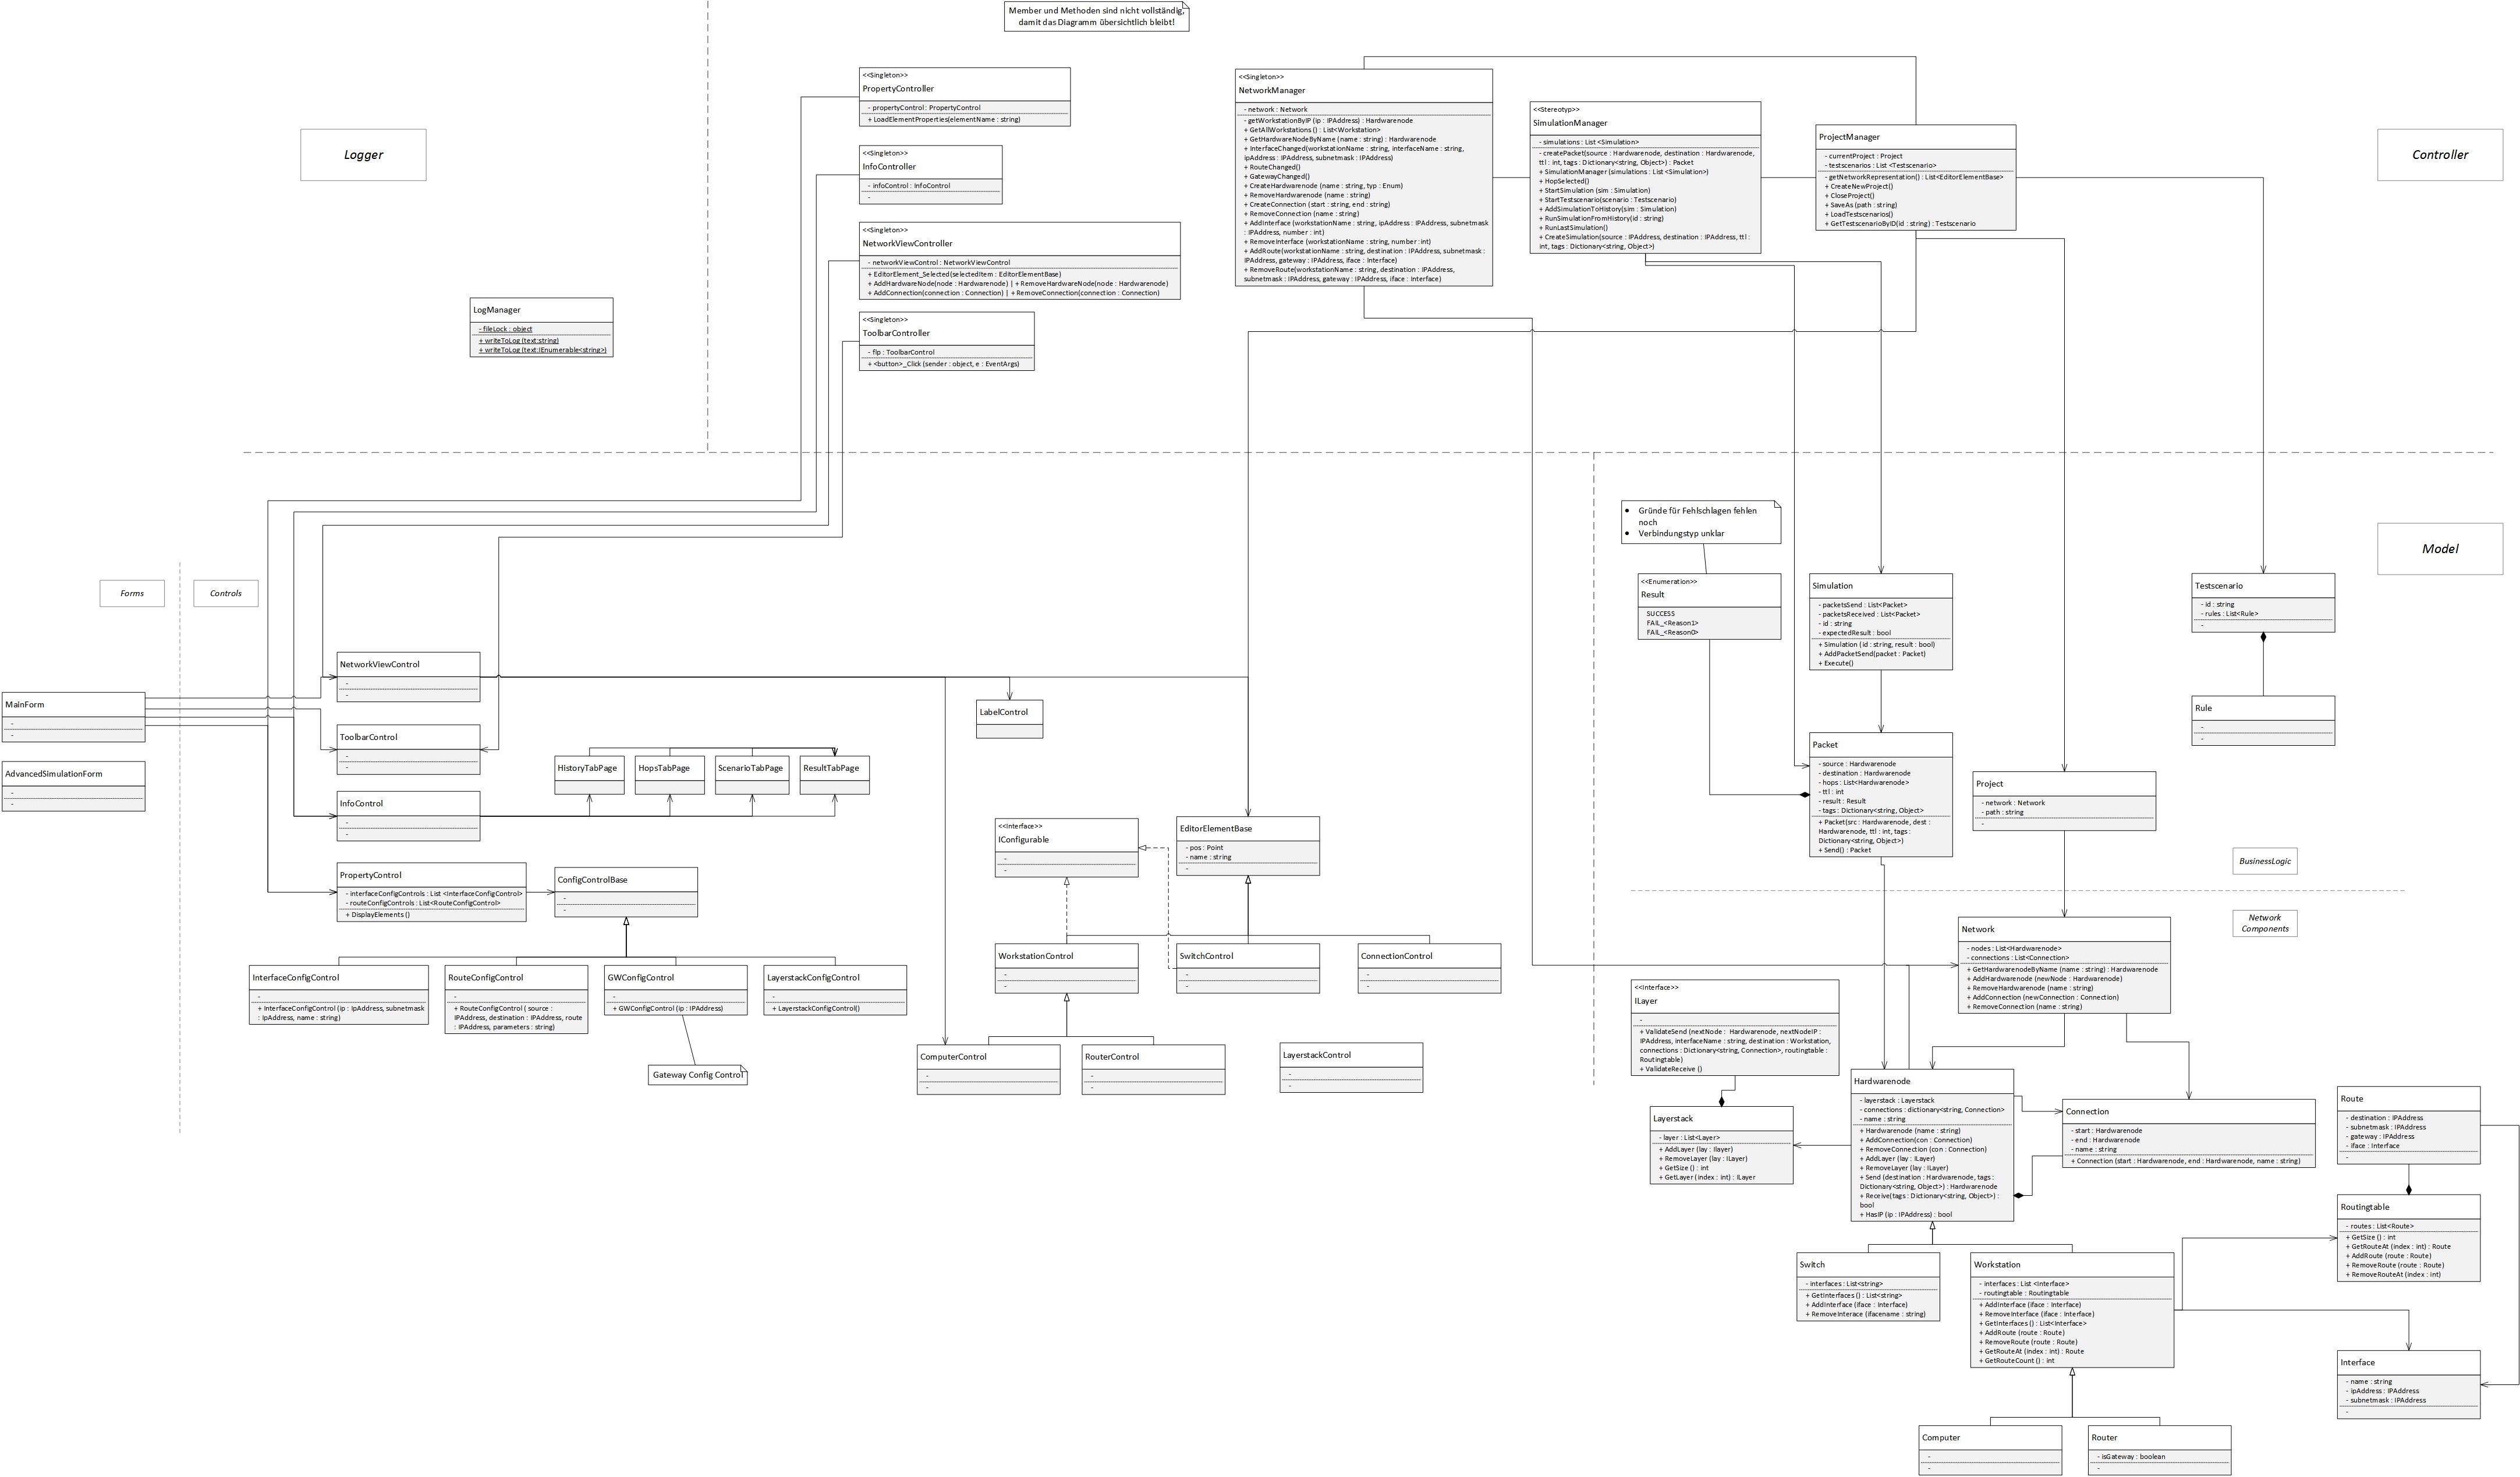 Member und Methoden sind nicht vollständig,
damit das Diagramm übersichtlich bleibt!
Logger
Controller
Model
Forms
Controls
BusinessLogic
Network
Components
LogManager
- fileLock : object
+ writeToLog (text:string)
+ writeToLog (text:IEnumerable<string>)
<<Singleton>>
PropertyController
- propertyControl : PropertyControl
+ LoadElementProperties(elementName : string)
<<Singleton>>
InfoController
- infoControl : InfoControl
-
<<Singleton>>
NetworkViewController
- networkViewControl : NetworkViewControl
+ EditorElement_Selected(selectedItem : EditorElementBase)
+ AddHardwareNode(node : Hardwarenode) | + RemoveHardwareNode(node : Hardwarenode)
+ AddConnection(connection : Connection) | + RemoveConnection(connection : Connection)
<<Singleton>>
ToolbarController
- flp : ToolbarControl
+ <button>_Click (sender : object, e : EventArgs)
<<Singleton>>
NetworkManager
- network : Network
- getWorkstationByIP (ip : IPAddress) : Hardwarenode
+ GetAllWorkstations () : List<Workstation>
+ GetHardwareNodeByName (name : string) : Hardwarenode
+ InterfaceChanged(workstationName : string, interfaceName : string,
ipAddress : IPAddress, subnetmask : IPAddress)
+ RouteChanged()
+ GatewayChanged()
+ CreateHardwarenode (name : string, typ : Enum)
+ RemoveHardwarenode (name : string)
+ CreateConnection (start : string, end : string)
+ RemoveConnection (name : string)
+ AddInterface (workstationName : string, ipAddress : IPAddress, subnetmask
: IPAddress, number : int)
+ RemoveInterface (workstationName : string, number :int)
+ AddRoute(workstationName : string, destination : IPAddress, subnetmask :
IPAddress, gateway : IPAddress, iface : Interface)
+ RemoveRoute(workstationName : string, destination : IPAddress,
subnetmask : IPAddress, gateway : IPAddress, iface : Interface)
<<Stereotyp>>
SimulationManager
- simulations : List <Simulation>
- createPacket(source : Hardwarenode, destination : Hardwarenode,
ttl : int, tags : Dictionary<string, Object>) : Packet
+ SimulationManager (simulations : List <Simulation>)
+ HopSelected()
+ StartSimulation (sim : Simulation)
+ StartTestscenario(scenario : Testscenario)
+ AddSimulationToHistory(sim : Simulation)
+ RunSimulationFromHistory(id : string)
+ RunLastSimulation()
+ CreateSimulation(source : IPAddress, destination : IPAddress, ttl :
int, tags : Dictionary<string, Object>)
ProjectManager
- currentProject : Project
- testscenarios : List <Testscenario>
- getNetworkRepresentation() : List<EditorElementBase>
+ CreateNewProject()
+ CloseProject()
+ SaveAs (path : string)
+ LoadTestscenarios()
+ GetTestscenarioByID(id : string) : Testscenario
• Gründe für Fehlschlagen fehlen
noch
• Verbindungstyp unklar
<<Enumeration>>
Result
SUCCESS
FAIL_<Reason1>
FAIL_<Reason0>
Simulation
- packetsSend : List<Packet>
- packetsReceived : List<Packet>
- id : string
- expectedResult : bool
+ Simulation (id : string, result : bool)
+ AddPacketSend(packet : Packet)
+ Execute()
Testscenario
- id : string
- rules : List<Rule>
-
Rule
-
-
Packet
- source : Hardwarenode
- destination : Hardwarenode
- hops : List<Hardwarenode>
- ttl : int
- result : Result
- tags : Dictionary<string, Object>
+ Packet(src : Hardwarenode, dest :
Hardwarenode, ttl : int, tags :
Dictionary<string, Object>)
+ Send() : Packet
Project
- network : Network
- path : string
-
MainForm
-
-
AdvancedSimulationForm
-
-
NetworkViewControl
-
-
ToolbarControl
-
-
InfoControl
-
-
HistoryTabPage
HopsTabPage
ScenarioTabPage
ResultTabPage
LabelControl
PropertyControl
- interfaceConfigControls : List <InterfaceConfigControl>
- routeConfigControls : List<RouteConfigControl>
+ DisplayElements ()
ConfigControlBase
-
-
InterfaceConfigControl
-
+ InterfaceConfigControl (ip : IpAddress, subnetmask
: IpAddress, name : string)
RouteConfigControl
-
+ RouteConfigControl ( source :
IPAddress, destination : IPAddress, route
: IPAddress, parameters : string)
GWConfigControl
-
+ GWConfigControl (ip : IPAddress)
LayerstackConfigControl
-
+ LayerstackConfigControl()
Gateway Config Control
<<Interface>>
IConfigurable
-
-
EditorElementBase
- pos : Point
- name : string
-
WorkstationControl
-
-
SwitchControl
-
-
ConnectionControl
-
-
ComputerControl
-
-
RouterControl
-
-
LayerstackControl
-
-
Network
- nodes : List<Hardwarenode>
- connections : List<Connection>
+ GetHardwarenodeByName (name : string) : Hardwarenode
+ AddHardwarenode (newNode : Hardwarenode)
+ RemoveHardwarenode (name : string)
+ AddConnection (newConnection : Connection)
+ RemoveConnection (name : string)
<<Interface>>
ILayer
-
+ ValidateSend (nextNode : Hardwarenode, nextNodeIP :
IPAddress, interfaceName : string, destination : Workstation,
connections : Dictionary<string, Connection>, routingtable :
Routingtable)
+ ValidateReceive ()
Layerstack
- layer : List<Layer>
+ AddLayer (lay : Ilayer)
+ RemoveLayer (lay : ILayer)
+ GetSize () : int
+ GetLayer (index : int) : ILayer
Hardwarenode
- layerstack : Layerstack
- connections : dictionary<string, Connection>
- name : string
+ Hardwarenode (name : string)
+ AddConnection(con : Connection)
+ RemoveConnection (con : Connection)
+ AddLayer (lay : ILayer)
+ RemoveLayer (lay : ILayer)
+ Send (destination : Hardwarenode, tags :
Dictionary<string, Object>) : Hardwarenode
+ Receive(tags : Dictionary<string, Object>) :
bool
+ HasIP (ip : IPAddress) : bool
Connection
- start : Hardwarenode
- end : Hardwarenode
- name : string
+ Connection (start : Hardwarenode, end : Hardwarenode, name : string)
Route
- destination : IPAddress
- subnetmask : IPAddress
- gateway : IPAddress
- iface : Interface
-
Routingtable
- routes : List<Route>
+ GetSize () : int
+ GetRouteAt (index : int) : Route
+ AddRoute (route : Route)
+ RemoveRoute (route : Route)
+ RemoveRouteAt (index : Int)
Switch
- interfaces : List<string>
+ GetInterfaces () : List<string>
+ AddInterface (iface : Interface)
+ RemoveInterace (ifacename : string)
Workstation
- interfaces : List <Interface>
- routingtable : Routingtable
+ AddInterface (iface : Interface)
+ RemoveInterface (iface : Interface)
+ GetInterfaces () : List<Interface>
+ AddRoute (route : Route)
+ RemoveRoute (route : Route)
+ GetRouteAt (index : int) : Route
+ GetRouteCount () : int
Interface
- name : string
- ipAddress : IPAddress
- subnetmask : IPAddress
-
Computer
-
-
Router
- isGateway : boolean
-